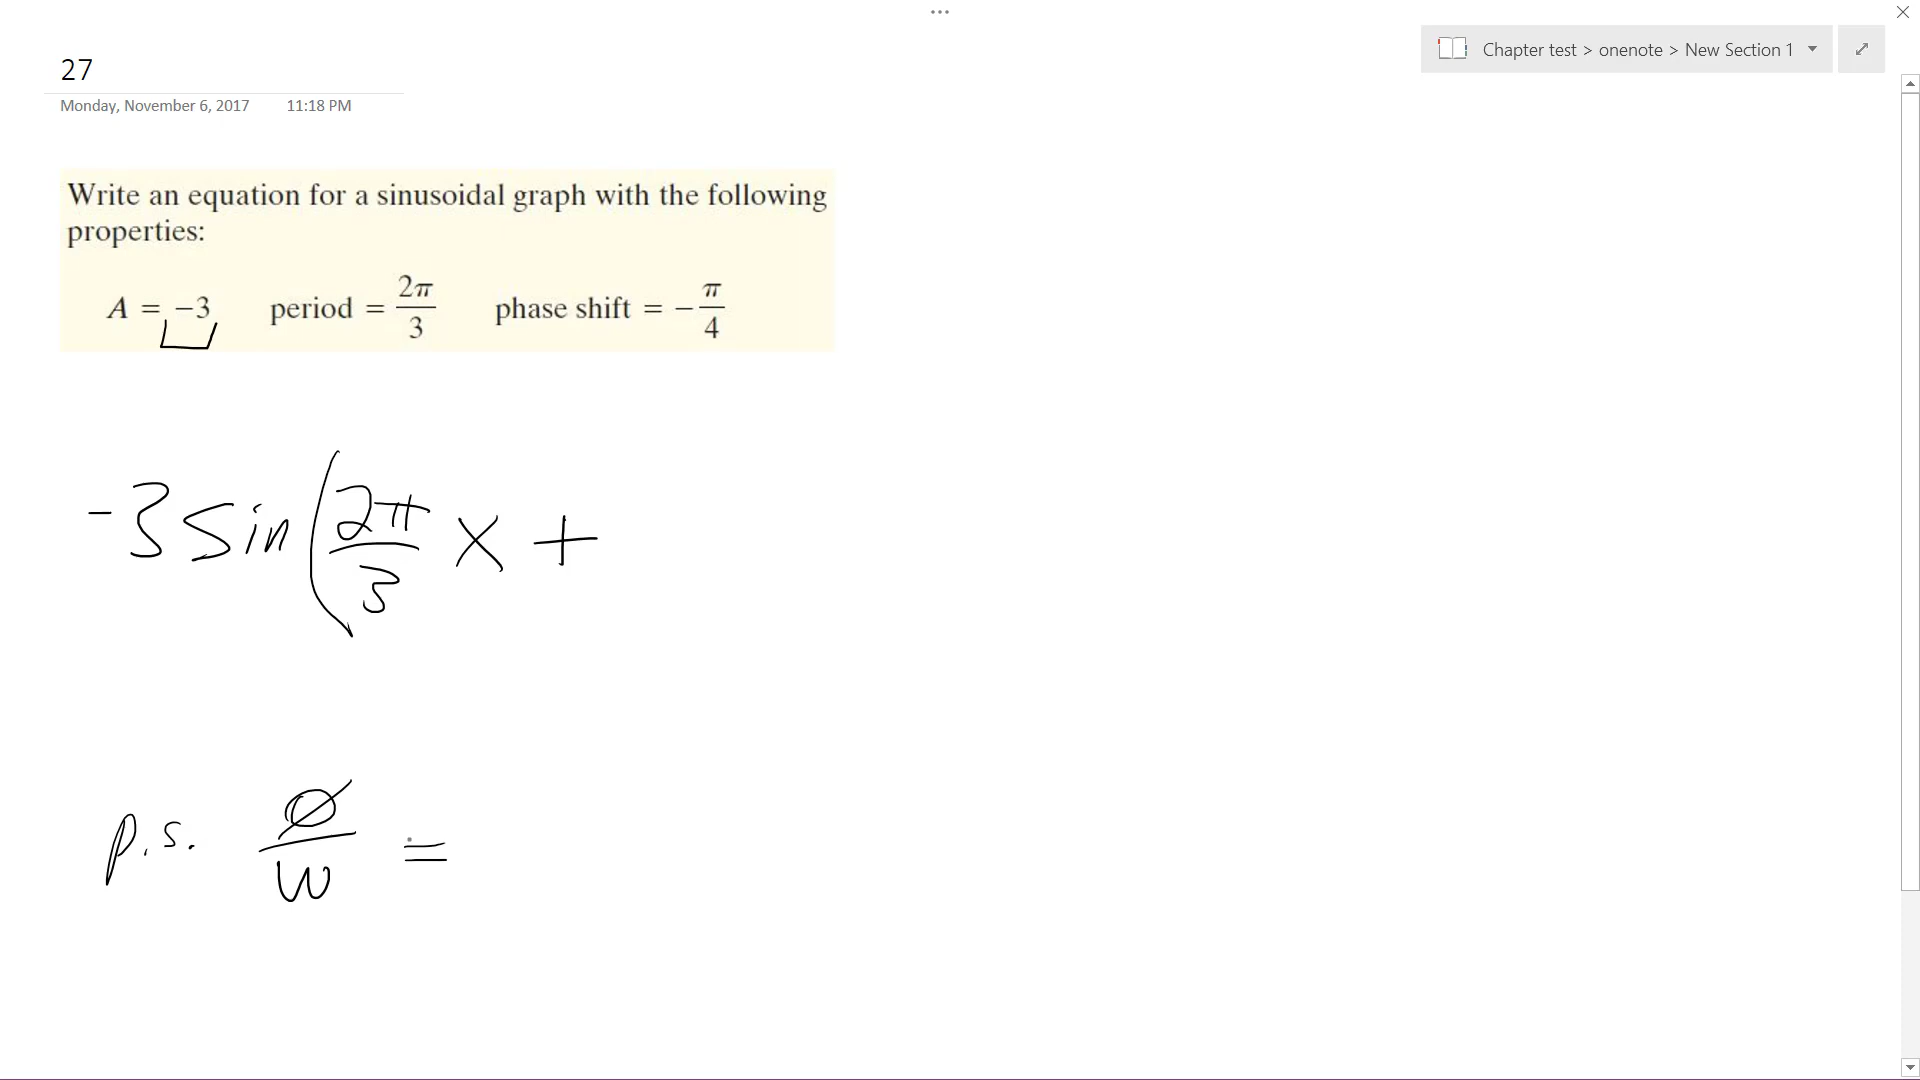 Chapter test > onenote > New Section 1
27
Monday, November 6, 2017 11:18 PM
Write an equation for a sinusoidal graph with the following
properties:
A = −3 period = 2π/3 phase shift = −π/4
-3 sin(2π/3 x +
p.s. ø/w =